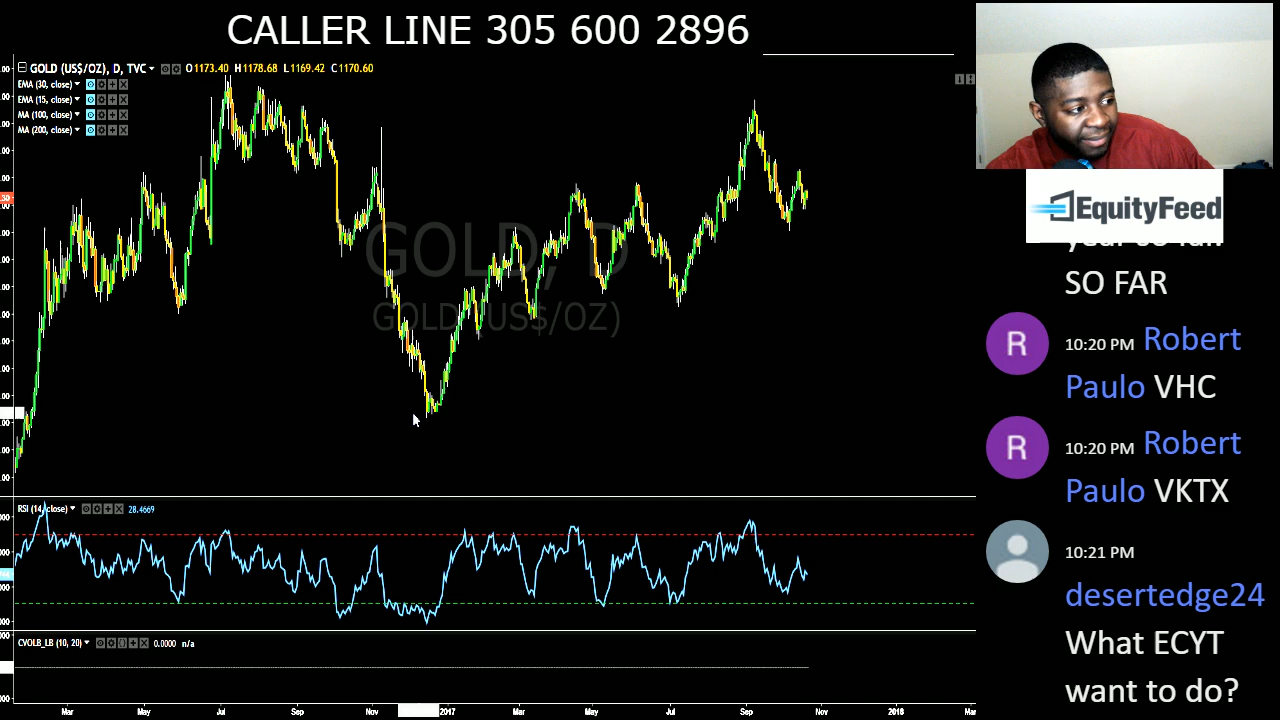 CALLER LINE 305 600 2896
GOLD (US$/OZ), D, TVC O1173.40 H1178.68 L1169.42 C1170.60
EMA (30, close)
EMA (15, close)
MA (100, close)
MA (200, close)
GOLD, D
GOLD (US$/OZ)
RSI (14, close) 28.4669
CVOLB_LB (10, 20) 0.0000 n/a
Mar May Jul Sep Nov 2017 Mar May Jul Sep Nov 2018 Mar
EquityFeed
year so far.
SO FAR
R
10:20 PM Robert
Paulo VHC
R
10:20 PM Robert
Paulo VKTX
10:21 PM
desertedge24
What ECYT
want to do?